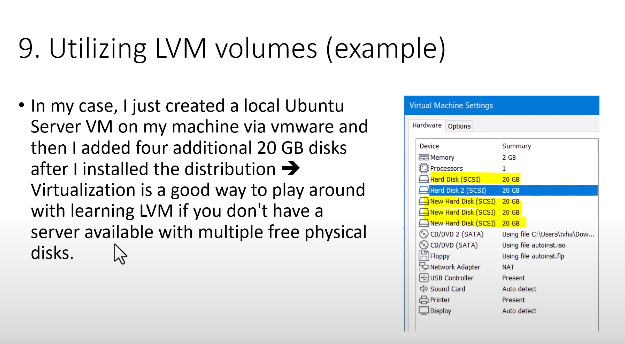 9. Utilizing LVM volumes (example)
• In my case, I just created a local Ubuntu
Server VM on my machine via vmware and
then I added four additional 20 GB disks
after I installed the distribution ➔
Virtualization is a good way to play around
with learning LVM if you don't have a
server available with multiple free physical
disks.
Virtual Machine Settings
Hardware Options
Device Summary
Memory 2 GB
Processors 1
Hard Disk (SCSI) 20 GB
Hard Disk 2 (SCSI) 20 GB
New Hard Disk (SCSI) 20 GB
New Hard Disk (SCSI) 20 GB
New Hard Disk (SCSI) 20 GB
CD/DVD 2 (SATA) Using file C:\Users\tvha\Dow...
CD/DVD (SATA) Using file autoinst.iso
Floppy Using file autoinst.flp
Network Adapter NAT
USB Controller Present
Sound Card Auto detect
Printer Present
Display Auto detect